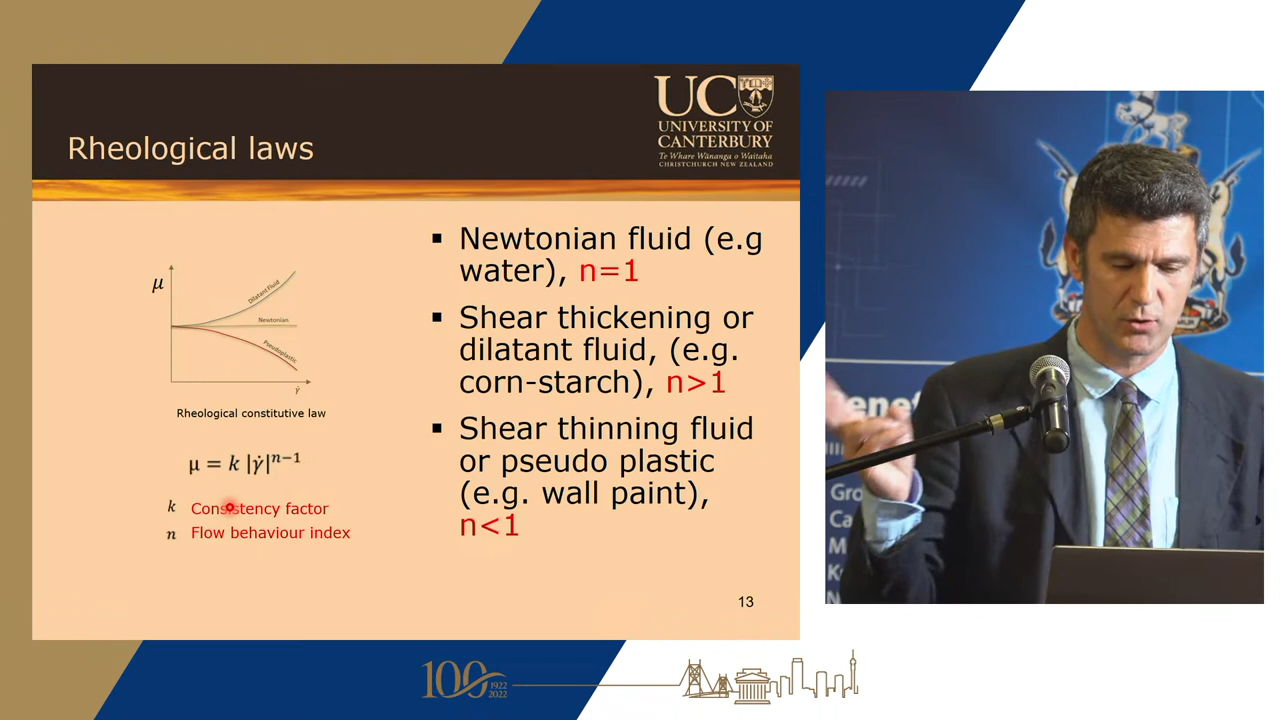 Rheological laws
UC
UNIVERSITY OF
CANTERBURY
Te Whare Wānanga o Waitaha
CHRISTCHURCH NEW ZEALAND
μ
Dilatant Fluid
Newtonian
Pseudoplastic
γ̇
Rheological constitutive law
μ = k |γ̇|ⁿ⁻¹
k Consistency factor
n Flow behaviour index
▪ Newtonian fluid (e.g
water), n=1
▪ Shear thickening or
dilatant fluid, (e.g.
corn-starch), n>1
▪ Shear thinning fluid
or pseudo plastic
(e.g. wall paint),
n<1
13
100
1922
2022